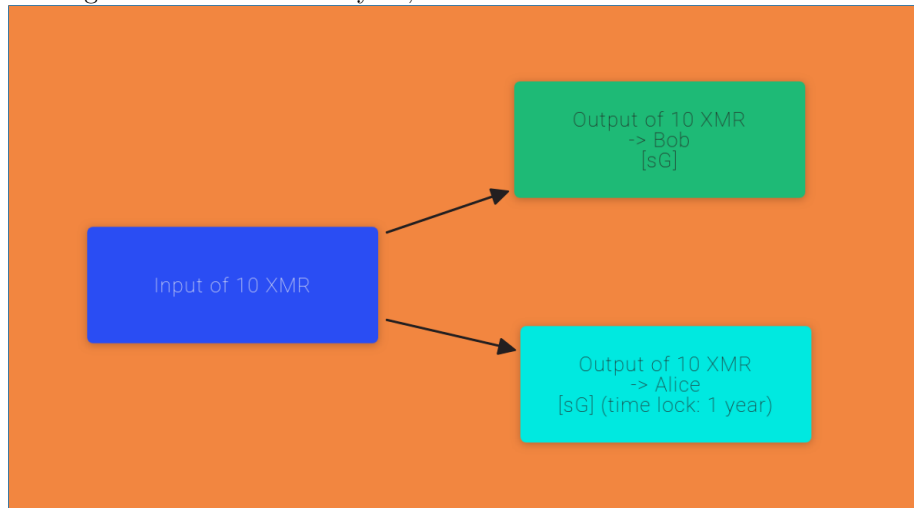 Input of 10 XMR
Output of 10 XMR
-> Bob
[sG]
Output of 10 XMR
-> Alice
[sG] (time lock: 1 year)